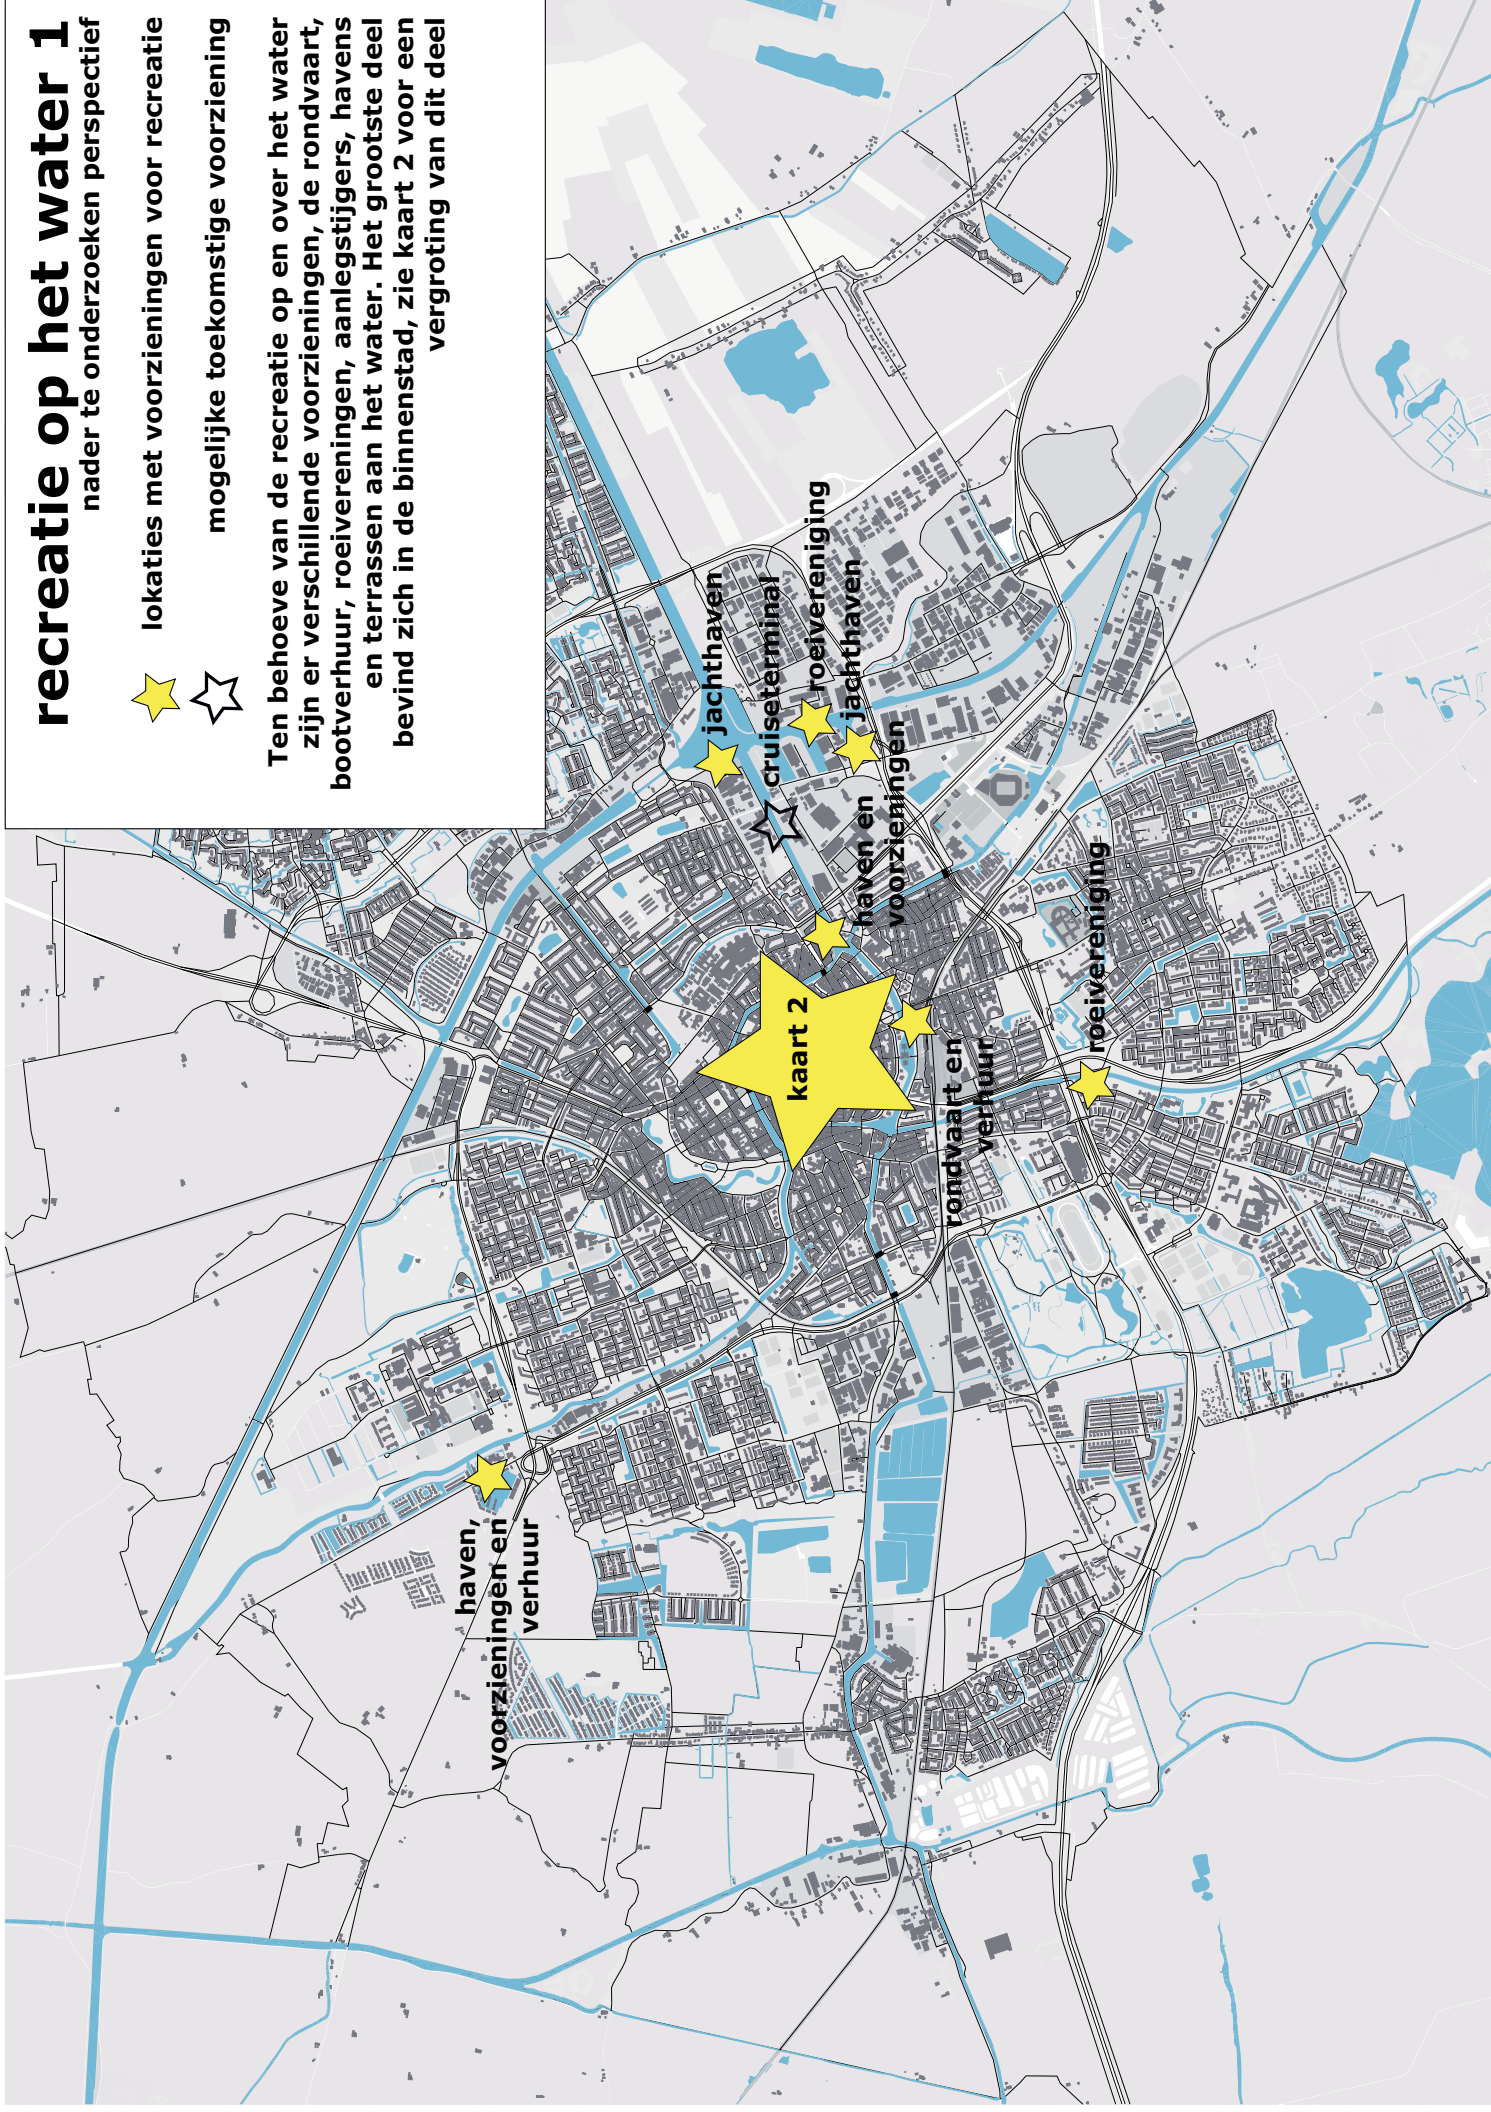 recreatie op het water 1
nader te onderzoeken perspectief
lokaties met voorzieningen voor recreatie
mogelijke toekomstige voorziening
Ten behoeve van de recreatie op en over het water
zijn er verschillende voorzieningen, de rondvaart,
bootverhuur, roeiverereningen, aanlegstijgers, havens
en terrassen aan het water. Het grootste deel
bevind zich in de binnenstad, zie kaart 2 voor een
vergroting van dit deel
jachthaven
cruiseterminal
roeivereniging
jachthaven
haven en
voorzieningen
kaart 2
rondvaart en
verhuur
roeivereniging
haven,
voorzieningen en
verhuur